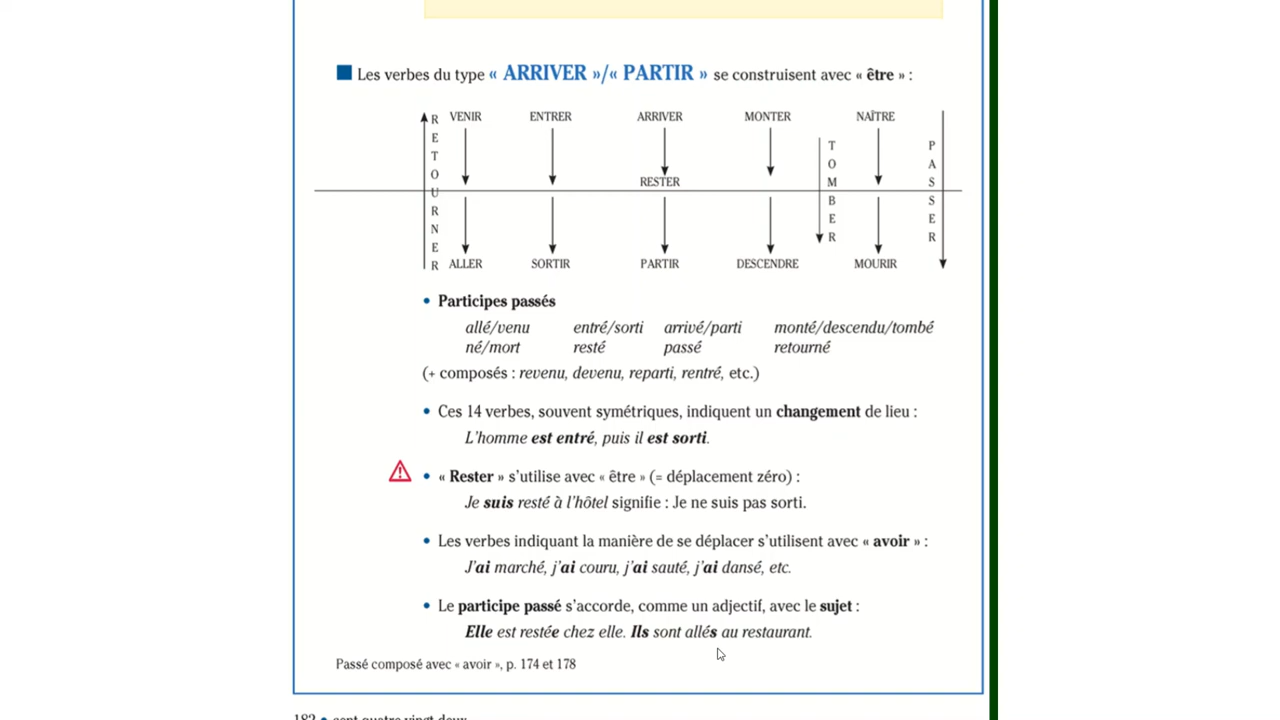 Les verbes du type « ARRIVER »/« PARTIR » se construisent avec « être » :
VENIR ENTRER ARRIVER MONTER NAÎTRE
RETOURNER
TOMBER
PASSER
RESTER
ALLER SORTIR PARTIR DESCENDRE MOURIR
• Participes passés
allé/venu entré/sorti arrivé/parti monté/descendu/tombé
né/mort resté passé retourné
(+ composés : revenu, devenu, reparti, rentré, etc.)
• Ces 14 verbes, souvent symétriques, indiquent un changement de lieu :
L'homme est entré, puis il est sorti.
• « Rester » s'utilise avec « être » (= déplacement zéro) :
Je suis resté à l'hôtel signifie : Je ne suis pas sorti.
• Les verbes indiquant la manière de se déplacer s'utilisent avec « avoir » :
J'ai marché, j'ai couru, j'ai sauté, j'ai dansé, etc.
• Le participe passé s'accorde, comme un adjectif, avec le sujet :
Elle est restée chez elle. Ils sont allés au restaurant.
Passé composé avec « avoir », p. 174 et 178
182 • cent quatre-vingt-deux